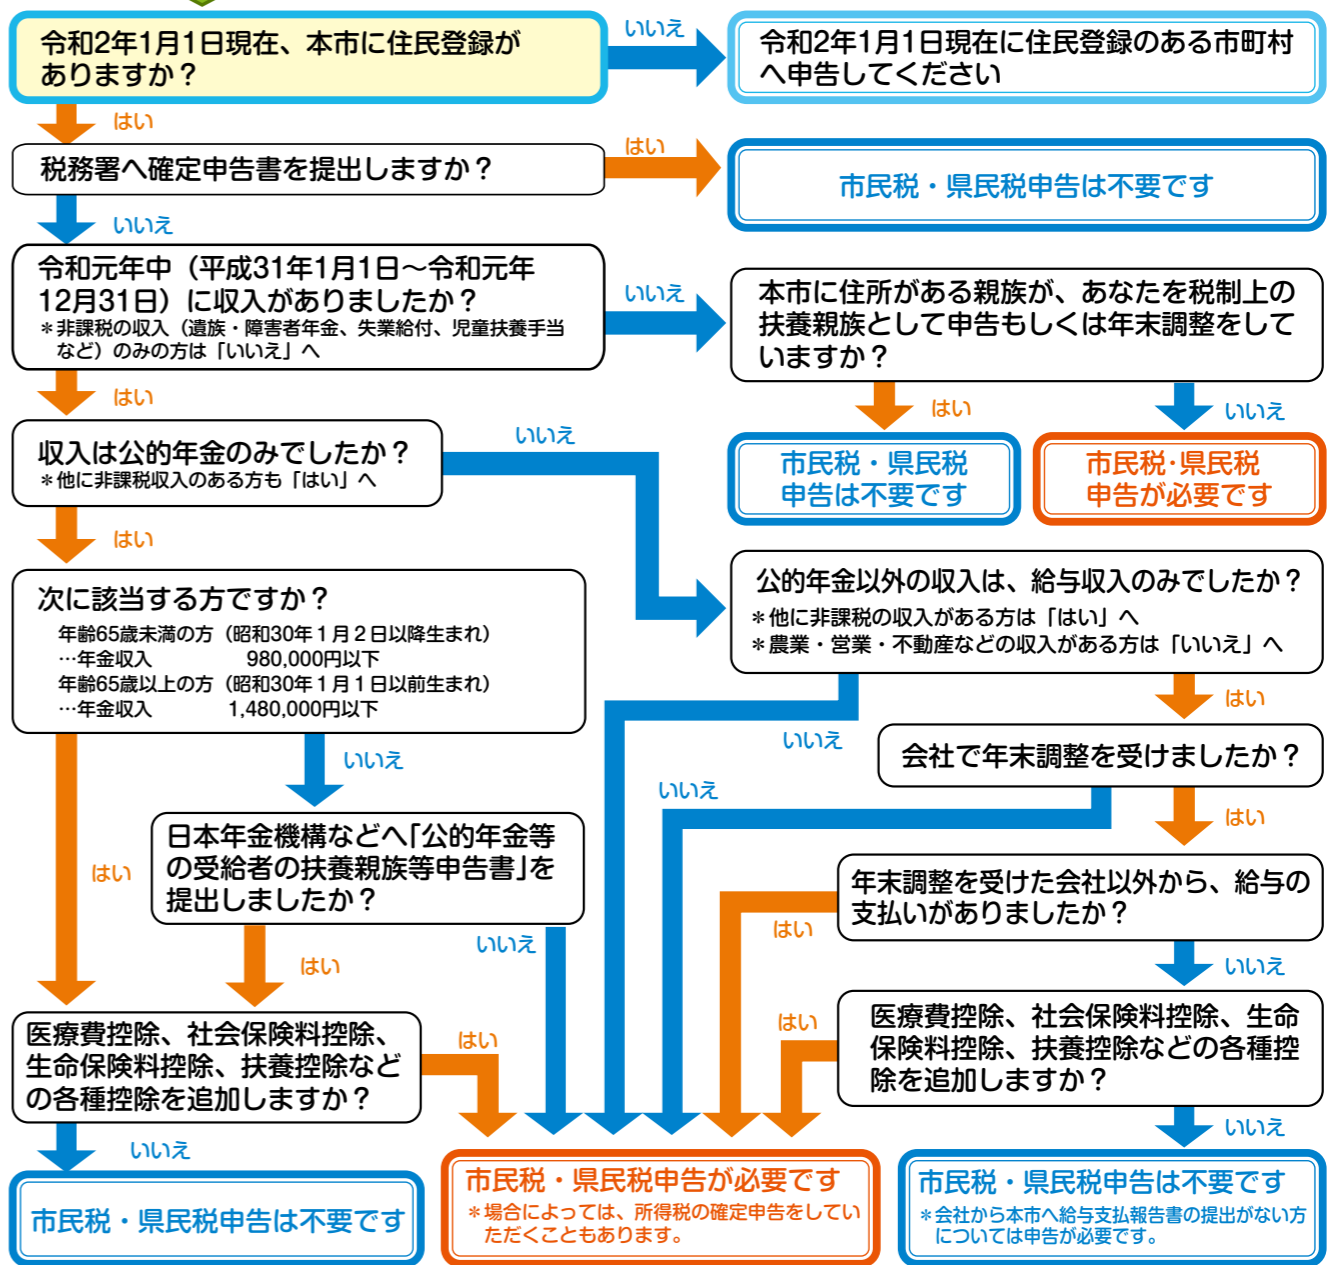 令和2年1月1日現在、本市に住民登録が
ありますか？
いいえ
令和2年1月1日現在に住民登録のある市町村
へ申告してください
はい
税務署へ確定申告書を提出しますか？
はい
市民税・県民税申告は不要です
いいえ
令和元年中（平成31年1月1日〜令和元年
12月31日）に収入がありましたか？
＊非課税の収入（遺族・障害者年金、失業給付、児童扶養手当
など）のみの方は「いいえ」へ
いいえ
本市に住所がある親族が、あなたを税制上の
扶養親族として申告もしくは年末調整をして
いますか？
はい
いいえ
市民税・県民税
申告は不要です
市民税・県民税
申告が必要です
はい
収入は公的年金のみでしたか？
＊他に非課税収入のある方も「はい」へ
いいえ
はい
次に該当する方ですか？
年齢65歳未満の方（昭和30年1月2日以降生まれ）
…年金収入 980,000円以下
年齢65歳以上の方（昭和30年1月1日以前生まれ）
…年金収入 1,480,000円以下
公的年金以外の収入は、給与収入のみでしたか？
＊他に非課税の収入がある方は「はい」へ
＊農業・営業・不動産などの収入がある方は「いいえ」へ
いいえ
はい
いいえ
会社で年末調整を受けましたか？
いいえ
はい
日本年金機構などへ「公的年金等
の受給者の扶養親族等申告書」を
提出しましたか？
はい
はい
いいえ
年末調整を受けた会社以外から、給与の
支払いがありましたか？
はい
いいえ
医療費控除、社会保険料控除、
生命保険料控除、扶養控除など
の各種控除を追加しますか？
はい
いいえ
医療費控除、社会保険料控除、生命
保険料控除、扶養控除などの各種控
除を追加しますか？
はい
いいえ
市民税・県民税申告は不要です
市民税・県民税申告が必要です
＊場合によっては、所得税の確定申告をしてい
ただくこともあります。
市民税・県民税申告は不要です
＊会社から本市へ給与支払報告書の提出がない方
については申告が必要です。